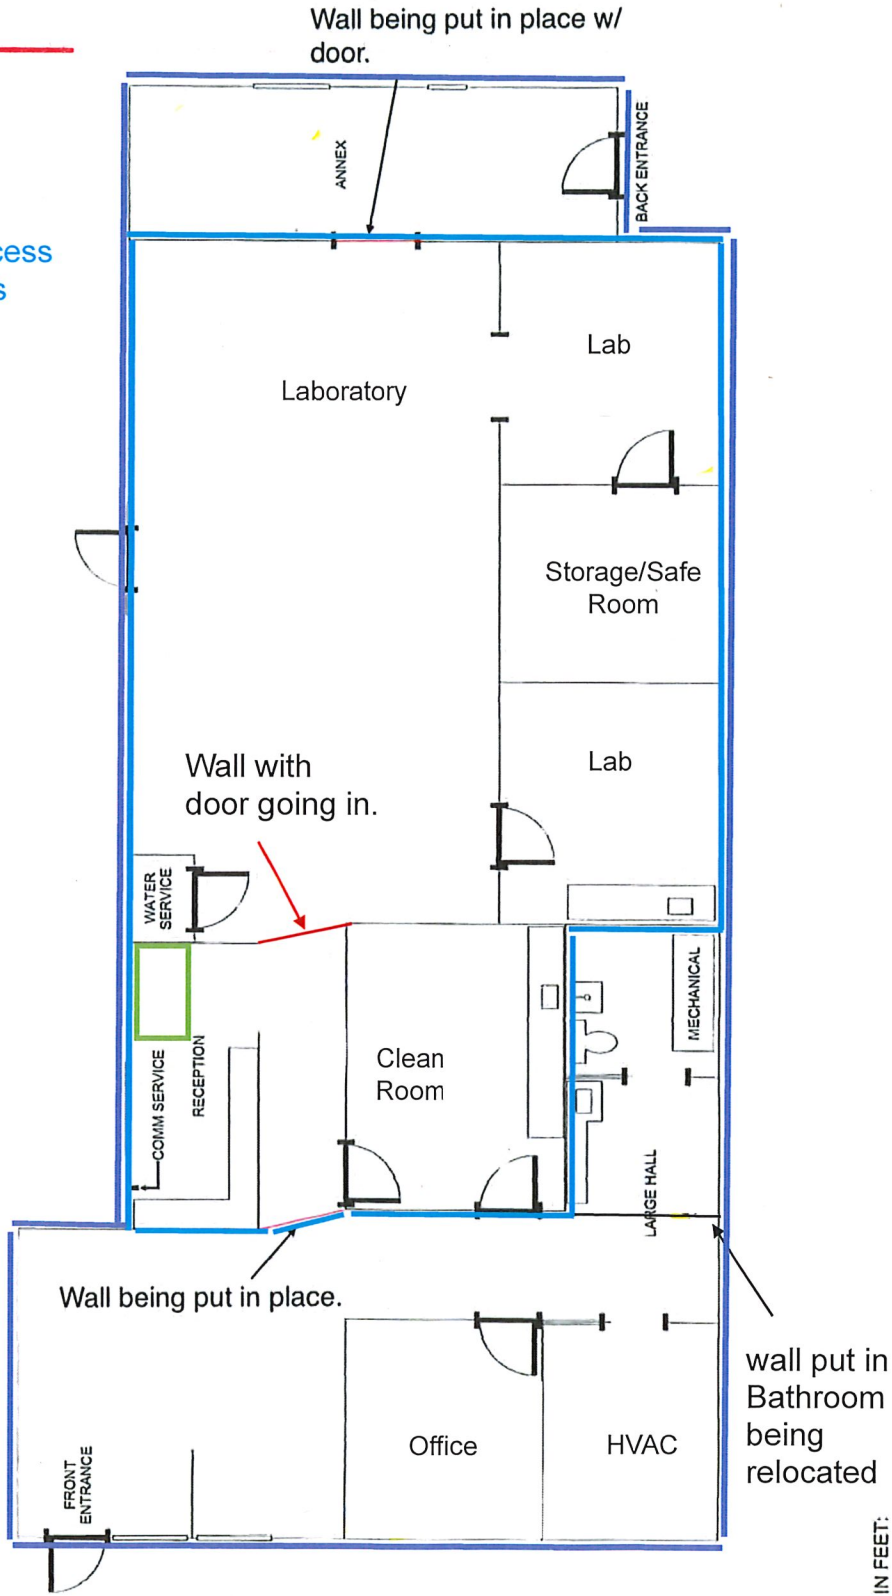 Wall being put in place w/
door.
ANNEX
BACK ENTRANCE
Lab
Laboratory
Storage/Safe
Room
Wall with
door going in.
Lab
WATER
SERVICE
MECHANICAL
COMM SERVICE
RECEPTION
Clean
Room
LARGE HALL
Wall being put in place.
wall put in
Bathroom
being
relocated
Office
HVAC
FRONT
ENTRANCE
IN FEET: